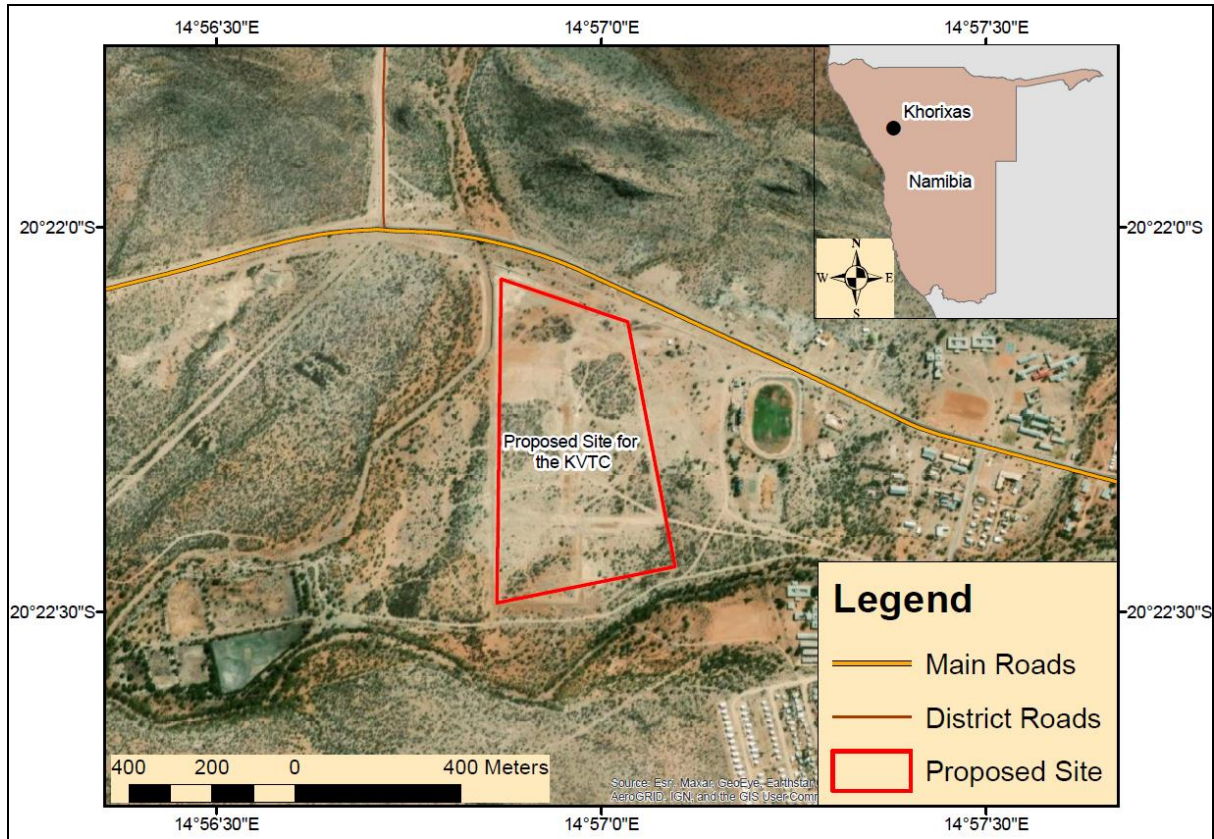 14°56'30"E
14°57'0"E
14°57'30"E
Khorixas
Namibia
20°22'0"S
20°22'0"S
N
W
E
S
Proposed Site for
the KVTC
20°22'30"S
20°22'30"S
Legend
Main Roads
District Roads
Proposed Site
400
200
0
400 Meters
Source: Esri, Maxar, GeoEye, Earthstar
AeroGRID, IGN, and the GIS User Comm
14°56'30"E
14°57'0"E
14°57'30"E